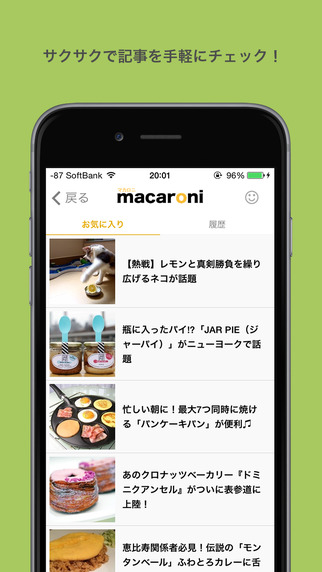 サクサクで記事を手軽にチェック！
-87 SoftBank 20:01 96%
戻る
マカロニ
macaroni
お気に入り 履歴
【熱戦】レモンと真剣勝負を繰り
広げるネコが話題
瓶に入ったパイ!?「JAR PIE（ジ
ャーパイ）」がニューヨークで話
題
忙しい朝に！最大7つ同時に焼け
る「パンケーキパン」が便利♫
あのクロナッツベーカリー『ドミ
ニクアンセル』がついに表参道に
上陸！
恵比寿関係者必見！伝説の「モン
タンベール」ふわとろカレーに舌